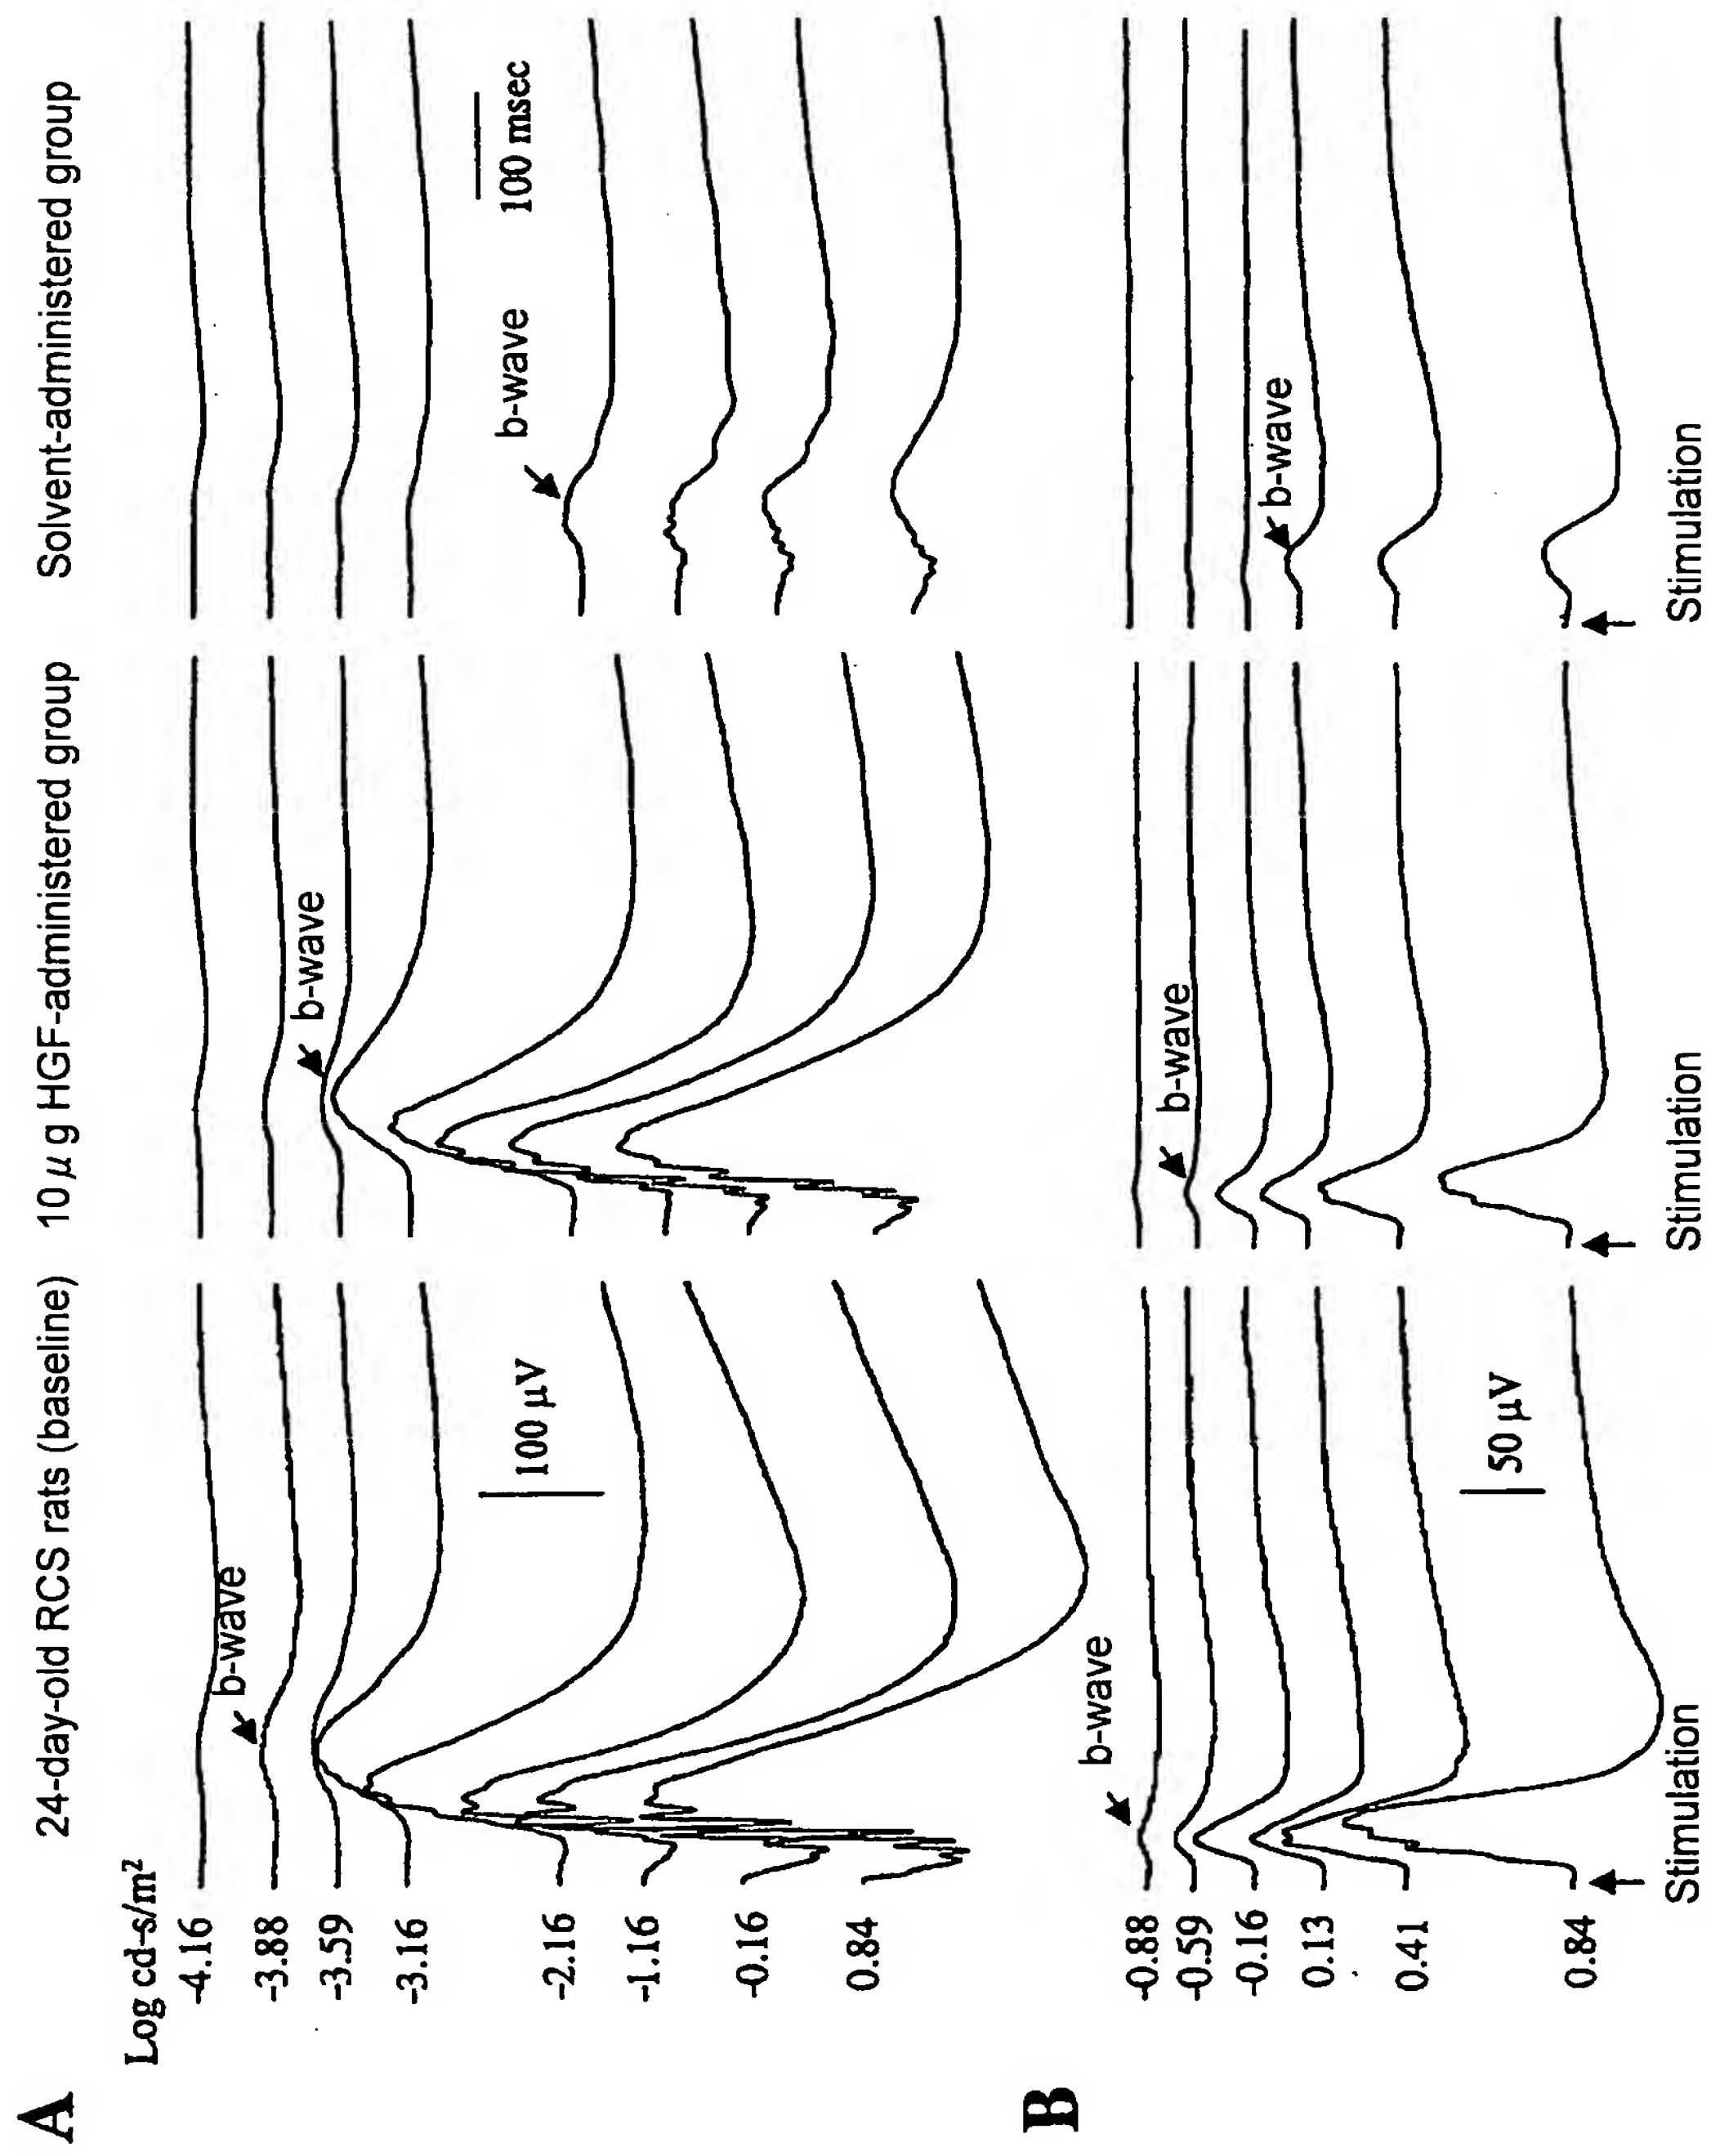 A
24-day-old RCS rats (baseline)
10 μg HGF-administered group
Solvent-administered group
Log cd-s/m²
-4.16
-3.88
-3.59
-3.16
-2.16
-1.16
-0.16
0.84
b-wave
b-wave
b-wave
100 μV
100 msec
B
-0.88
-0.59
-0.16
0.13
0.41
0.84
b-wave
b-wave
b-wave
50 μV
Stimulation
Stimulation
Stimulation